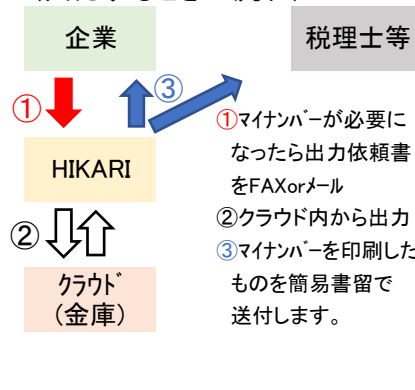 企業
税理士等
①
③
HIKARI
②
クラウド
(金庫)
①マイナンバーが必要に
なったら出力依頼書
をFAXorメール
②クラウド内から出力
③マイナンバーを印刷した
ものを簡易書留で
送付します。